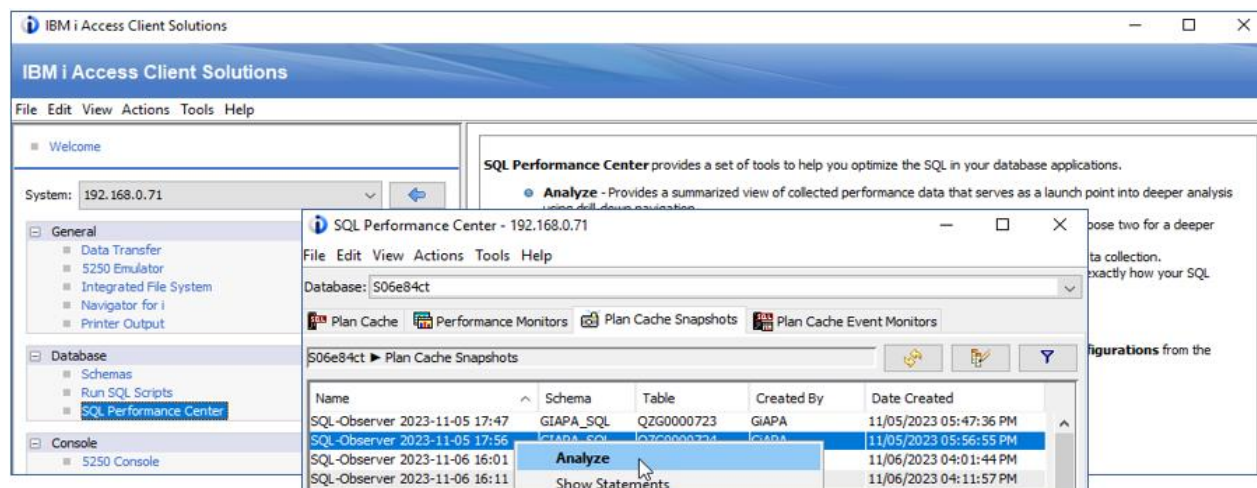 IBM i Access Client Solutions
IBM i Access Client Solutions
File Edit View Actions Tools Help
Welcome
System: 192.168.0.71
General
Data Transfer
5250 Emulator
Integrated File System
Navigator for i
Printer Output
Database
Schemas
Run SQL Scripts
SQL Performance Center
Console
5250 Console
SQL Performance Center provides a set of tools to help you optimize the SQL in your database applications.
Analyze - Provides a summarized view of collected performance data that serves as a launch point into deeper analysis
using drill-down navigation
pose two for a deeper
ta collection.
exactly how your SQL
figurations from the
SQL Performance Center - 192.168.0.71
File Edit View Actions Tools Help
Database: S06e84ct
Plan Cache Performance Monitors Plan Cache Snapshots Plan Cache Event Monitors
S06e84ct ► Plan Cache Snapshots
Name Schema Table Created By Date Created
SQL-Observer 2023-11-05 17:47 GIAPA_SQL QZG0000723 GiAPA 11/05/2023 05:47:36 PM
SQL-Observer 2023-11-05 17:56 GIAPA_SQL QZG0000724 GiAPA 11/05/2023 05:56:55 PM
SQL-Observer 2023-11-06 16:01 11/06/2023 04:01:44 PM
SQL-Observer 2023-11-06 16:11 11/06/2023 04:11:57 PM
Analyze
Show Statements